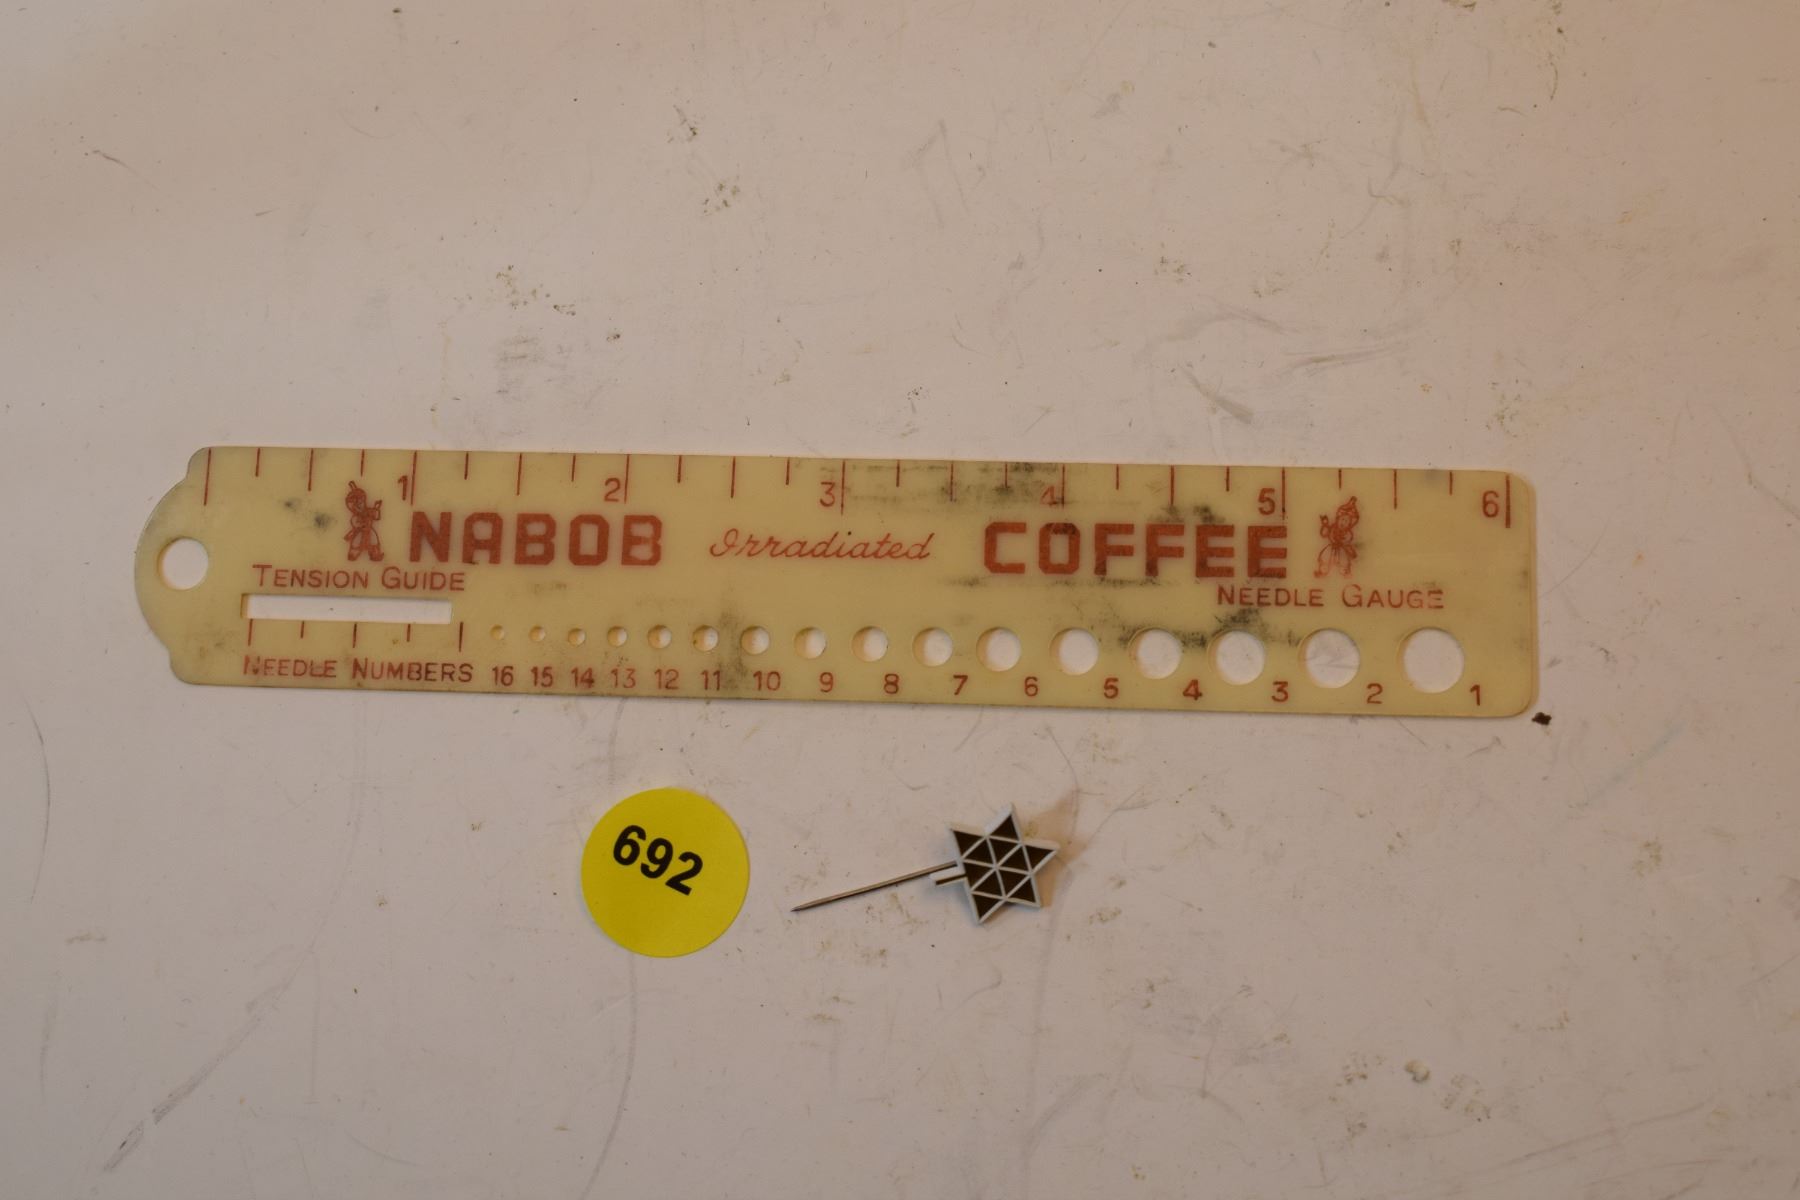 1 2 3 4 5 6
NABOB Irradiated COFFEE
TENSION GUIDE
NEEDLE GAUGE
NEEDLE NUMBERS 16 15 14 13 12 11 10 9 8 7 6 5 4 3 2 1
692